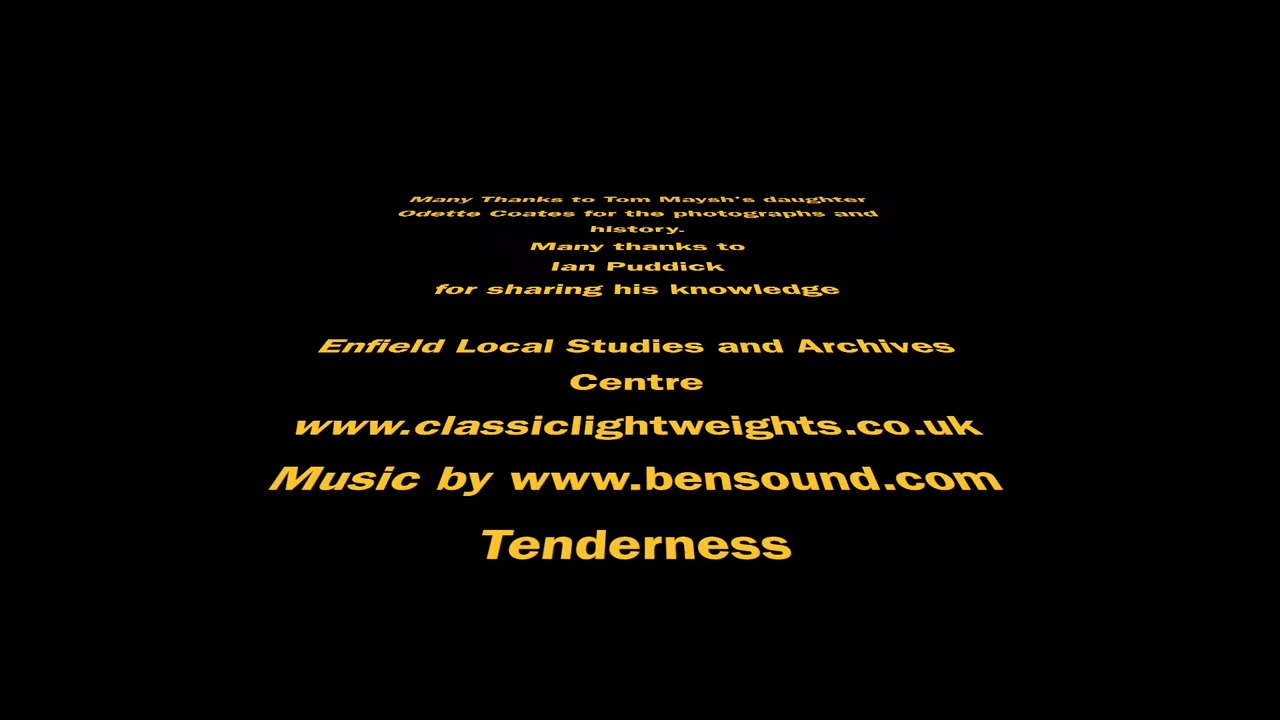 Many Thanks to Tom Maysh's daughter
Odette Coates for the photographs and
history.
Many thanks to
Ian Puddick
for sharing his knowledge
Enfield Local Studies and Archives
Centre
www.classiclightweights.co.uk
Music by www.bensound.com
Tenderness